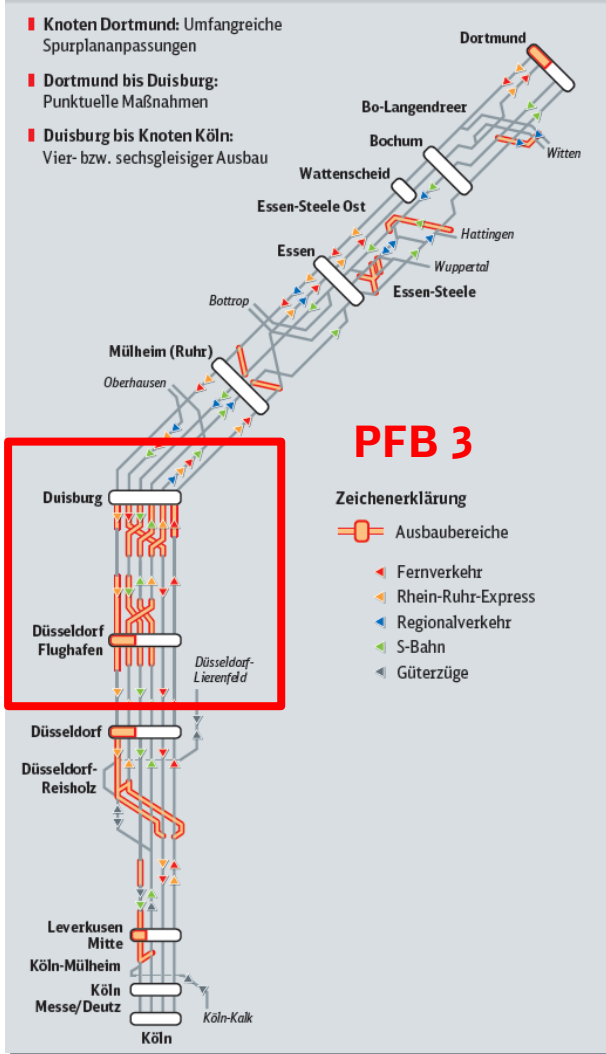 Knoten Dortmund: Umfangreiche
Spurplananpassungen
Dortmund bis Duisburg:
Punktuelle Maßnahmen
Duisburg bis Knoten Köln:
Vier- bzw. sechsgleisiger Ausbau
Dortmund
Bo-Langendreer
Bochum
Witten
Wattenscheid
Essen-Steele Ost
Hattingen
Essen
Wuppertal
Essen-Steele
Bottrop
Mülheim (Ruhr)
Oberhausen
PFB 3
Duisburg
Zeichenerklärung
Ausbaubereiche
Fernverkehr
Rhein-Ruhr-Express
Regionalverkehr
S-Bahn
Güterzüge
Düsseldorf
Flughafen
Düsseldorf-
Lierenfeld
Düsseldorf
Düsseldorf-
Reisholz
Leverkusen
Mitte
Köln-Mülheim
Köln
Messe/Deutz
Köln-Kalk
Köln